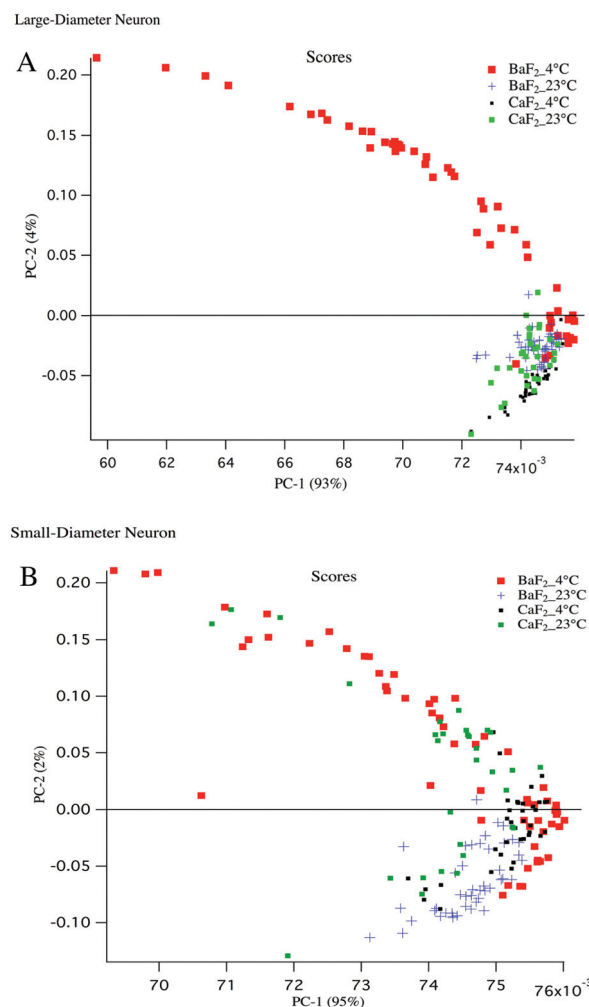 Large-Diameter Neuron
A
Scores
BaF₂_4°C
BaF₂_23°C
CaF₂_4°C
CaF₂_23°C
0.20
0.15
0.10
0.05
0.00
-0.05
PC-2 (4%)
60 62 64 66 68 70 72 74x10⁻³
PC-1 (93%)
Small-Diameter Neuron
B
Scores
BaF₂_4°C
BaF₂_23°C
CaF₂_4°C
CaF₂_23°C
0.20
0.15
0.10
0.05
0.00
-0.05
-0.10
PC-2 (2%)
70 71 72 73 74 75 76x10⁻³
PC-1 (95%)